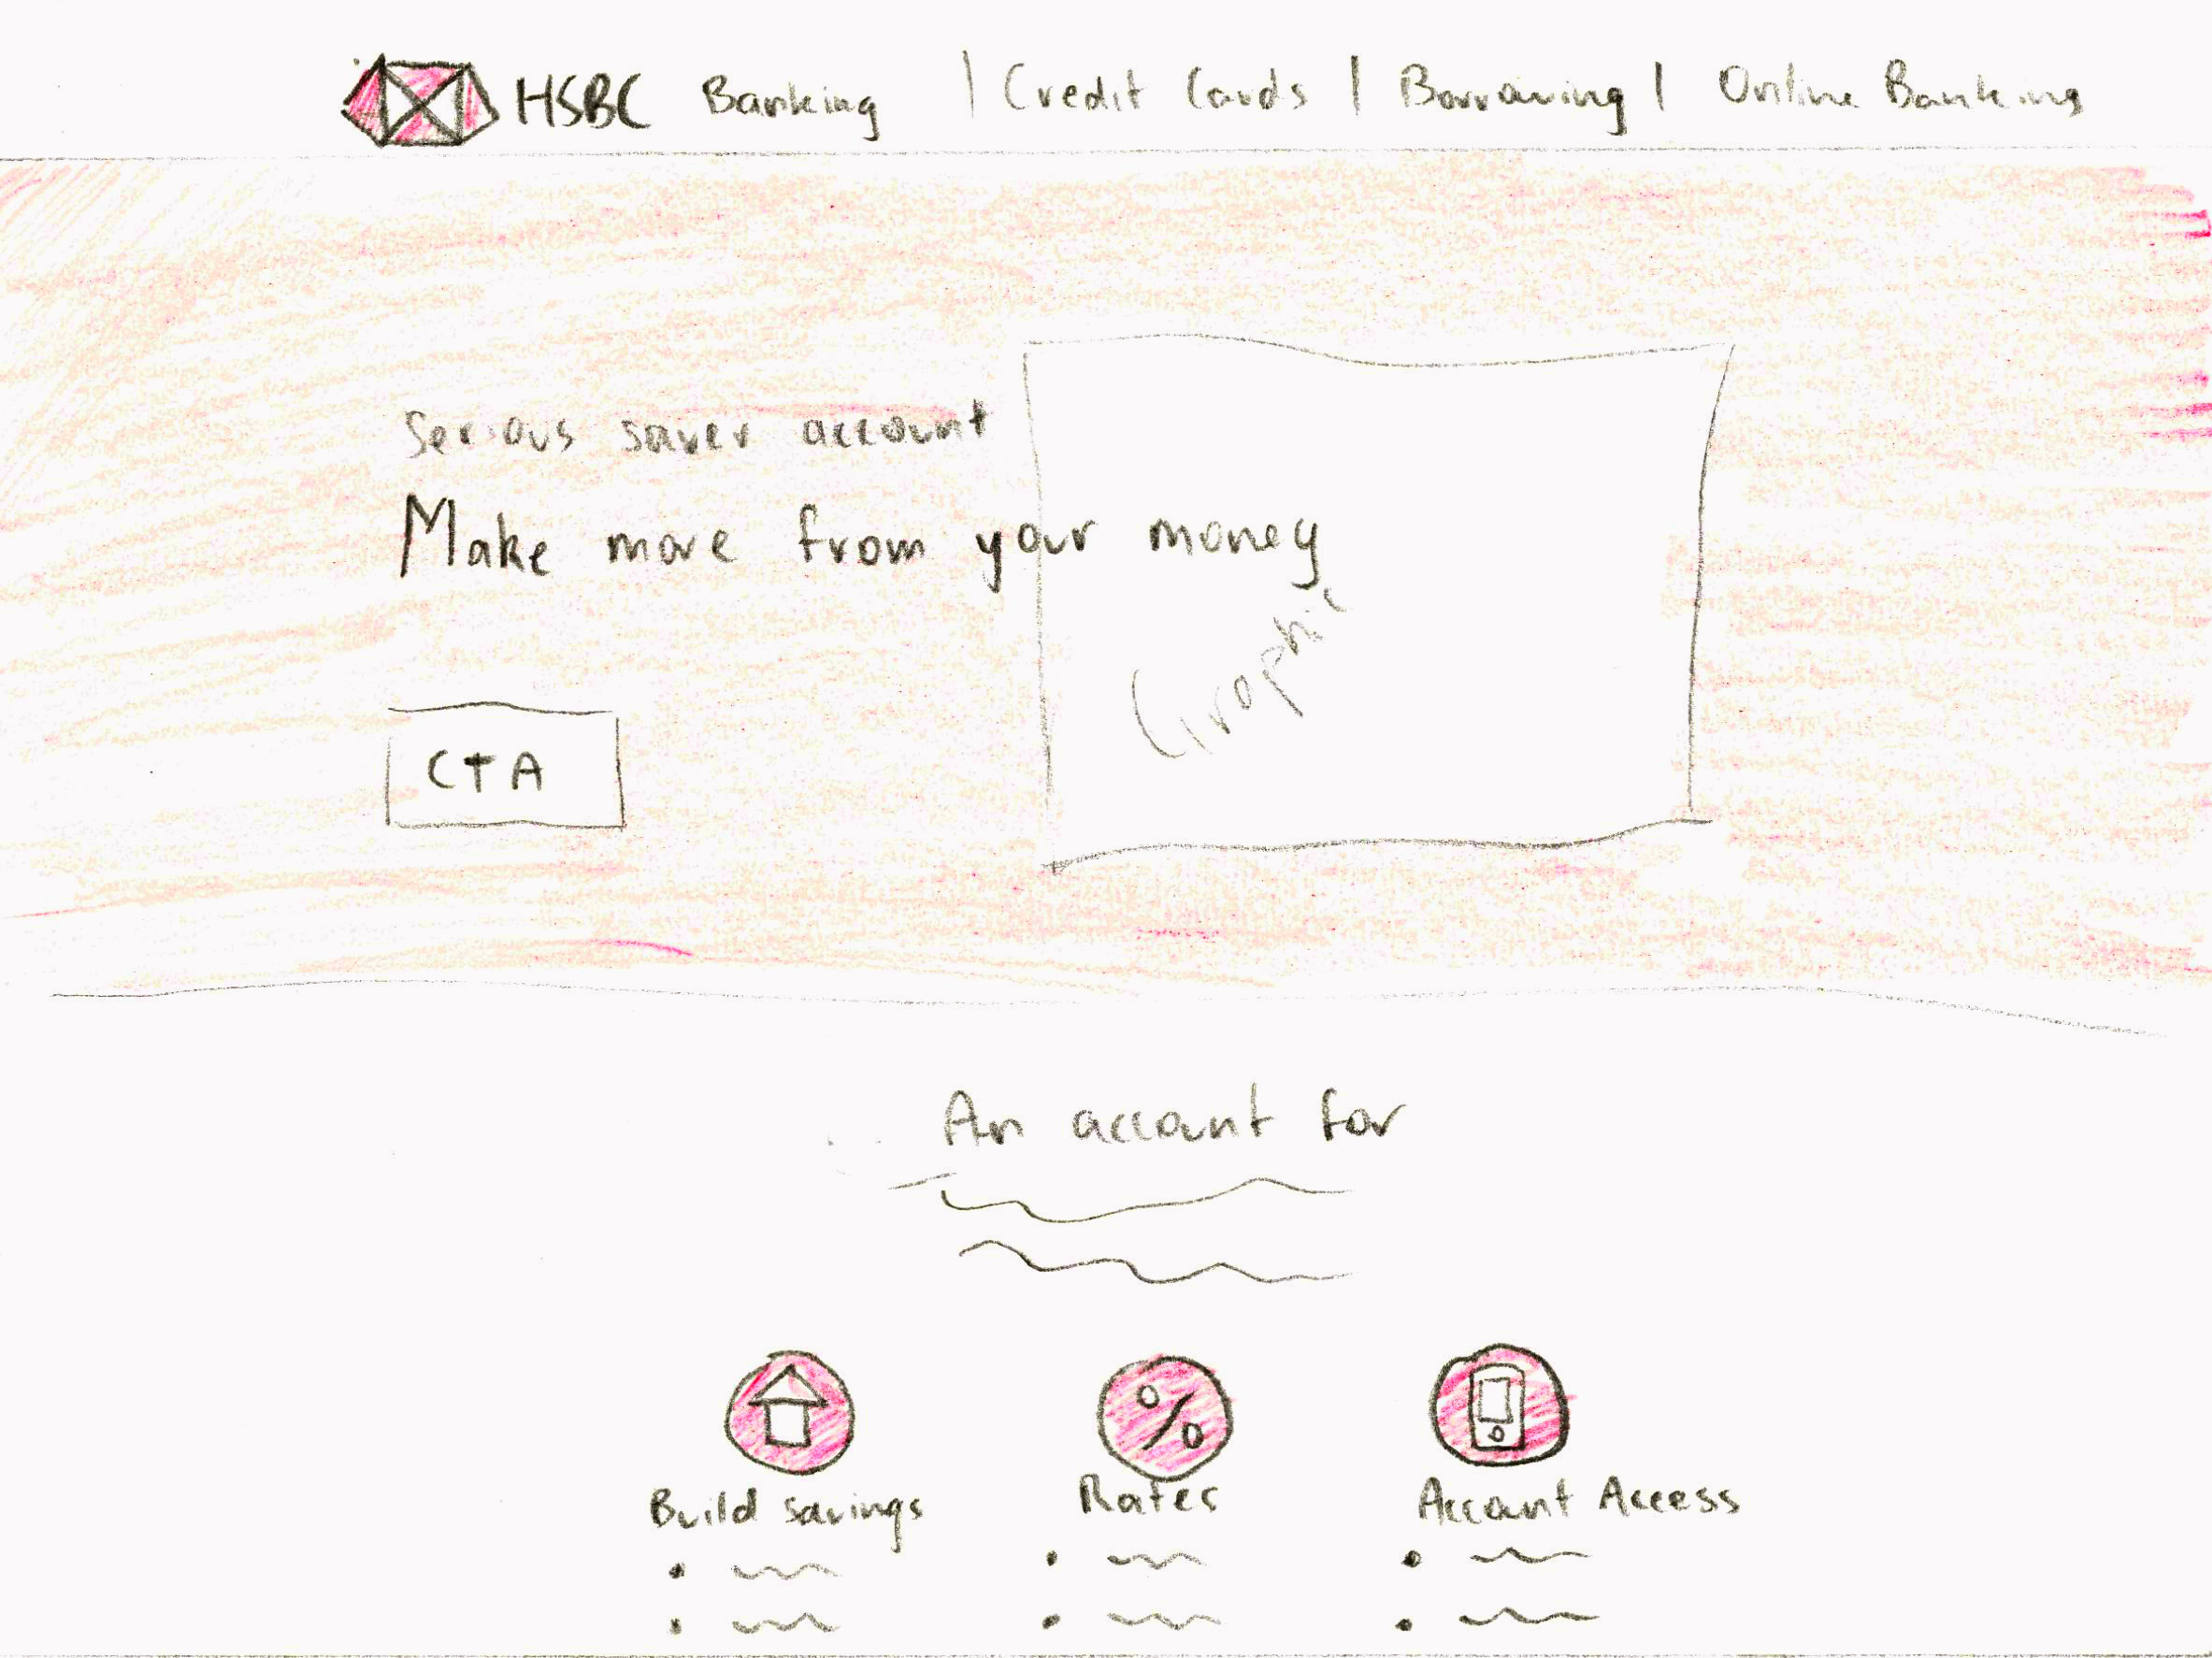 HSBC Banking | Credit Cards | Borrowing | Online Banking
Serious saver account
Make more from your money
Graphic
CTA
An account for
%
Build savings
Rates
Account Access